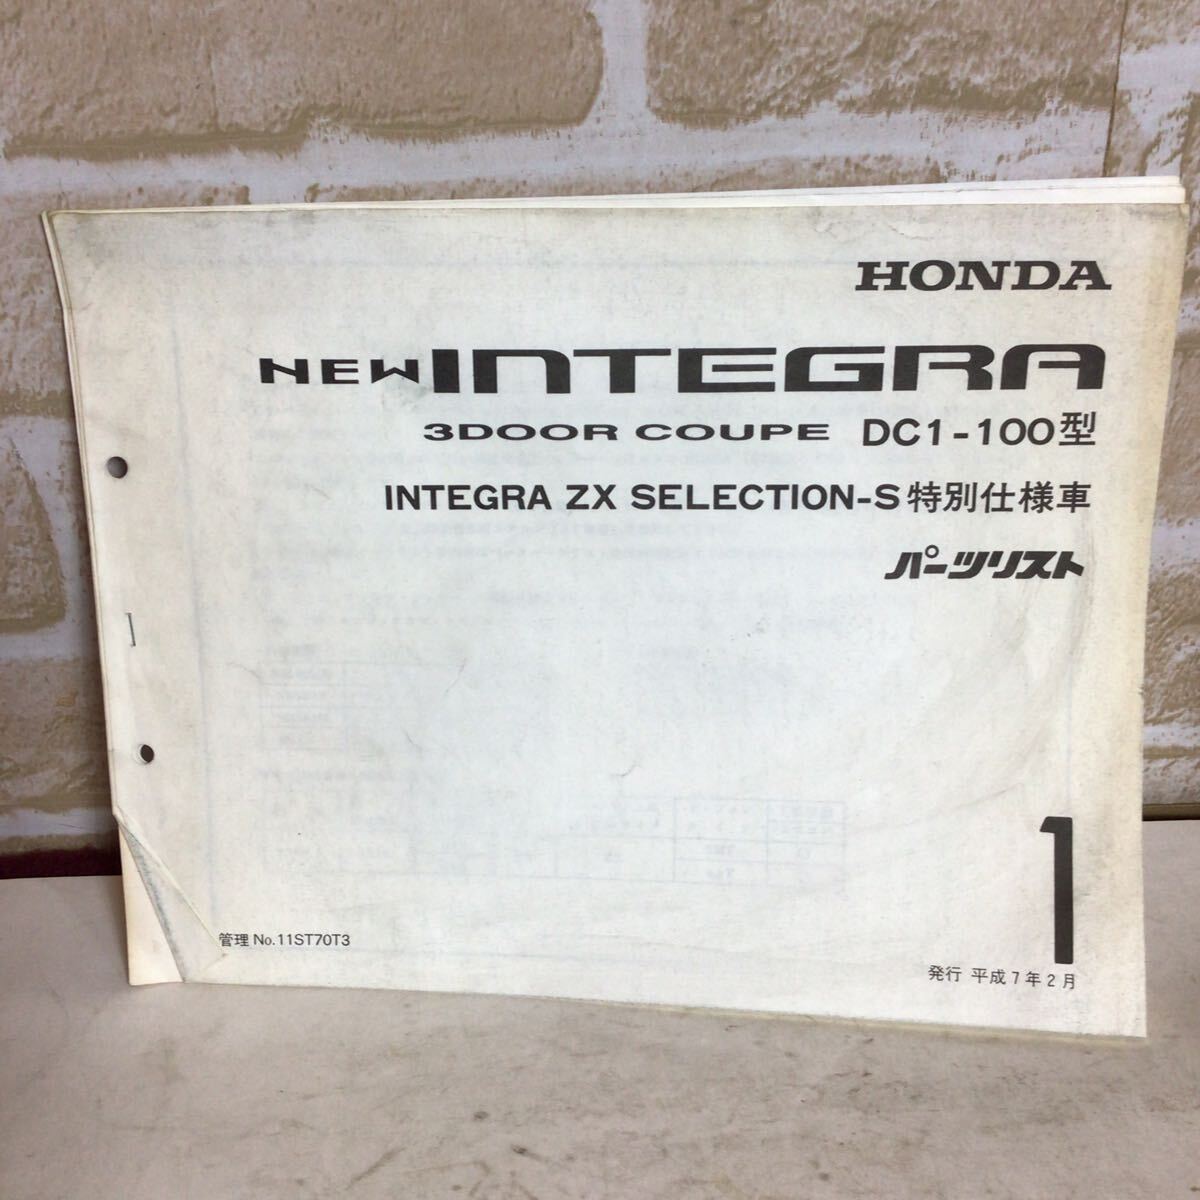 HONDA
NEW INTEGRA
3DOOR COUPE DC1-100型
INTEGRA ZX SELECTION-S 特別仕様車
パーツリスト
1
管理 No.11ST70T3
発行 平成7年2月